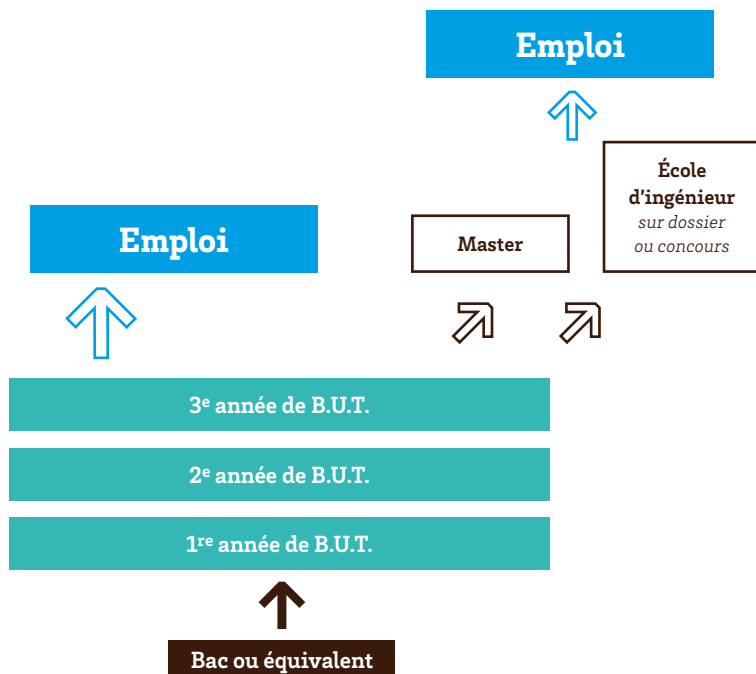 Emploi
École
d'ingénieur
sur dossier
ou concours
Master
Emploi
3e année de B.U.T.
2e année de B.U.T.
1re année de B.U.T.
Bac ou équivalent